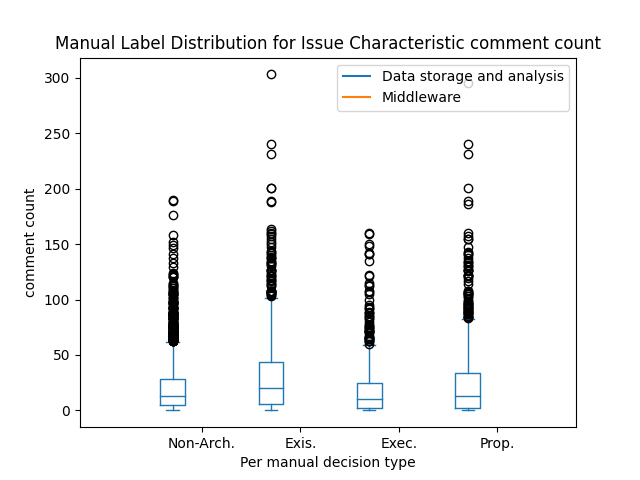 Manual Label Distribution for Issue Characteristic comment count
Data storage and analysis
Middleware
300
250
200
150
100
50
0
comment count
Non-Arch.
Exis.
Exec.
Prop.
Per manual decision type